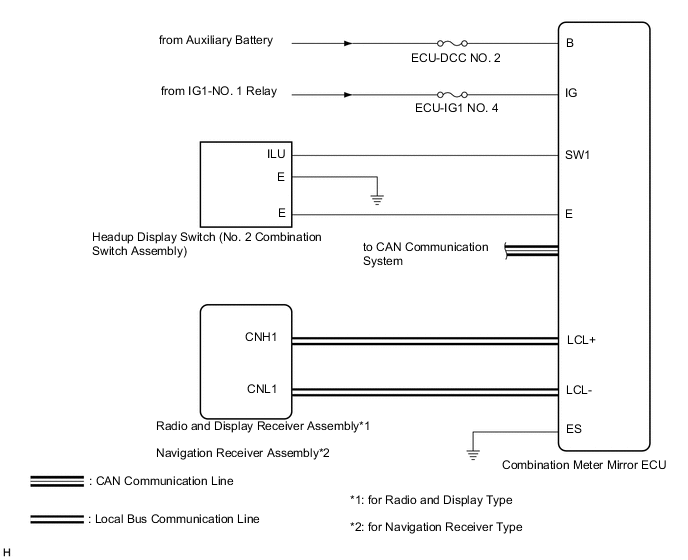 from Auxiliary Battery
B
ECU-DCC NO. 2
from IG1-NO. 1 Relay
IG
ECU-IG1 NO. 4
ILU
SW1
E
E
E
Headup Display Switch (No. 2 Combination
Switch Assembly)
to CAN Communication
System
CNH1
LCL+
CNL1
LCL-
Radio and Display Receiver Assembly*1
ES
Navigation Receiver Assembly*2
Combination Meter Mirror ECU
: CAN Communication Line
*1: for Radio and Display Type
: Local Bus Communication Line
*2: for Navigation Receiver Type
H